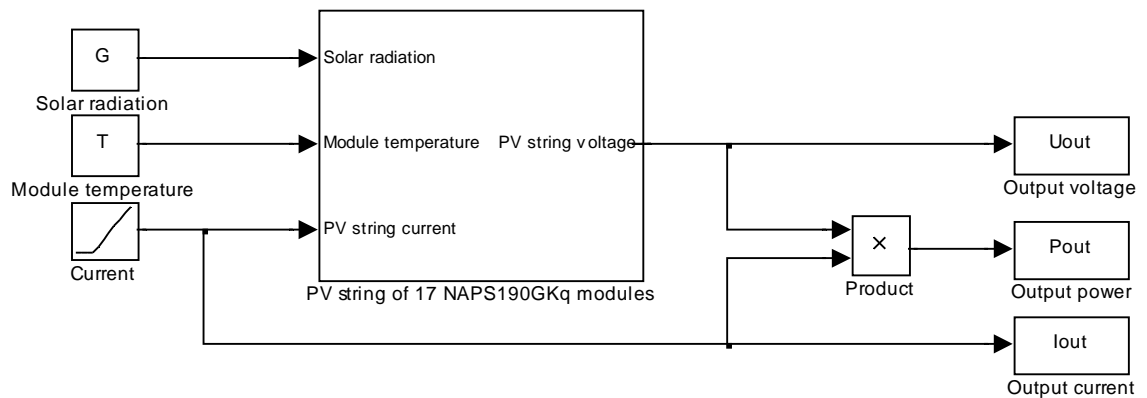 G
Solar radiation
T
Module temperature
Current
Solar radiation
Module temperature
PV string voltage
PV string current
PV string of 17 NAPS190GKq modules
×
Product
Uout
Output voltage
Pout
Output power
Iout
Output current